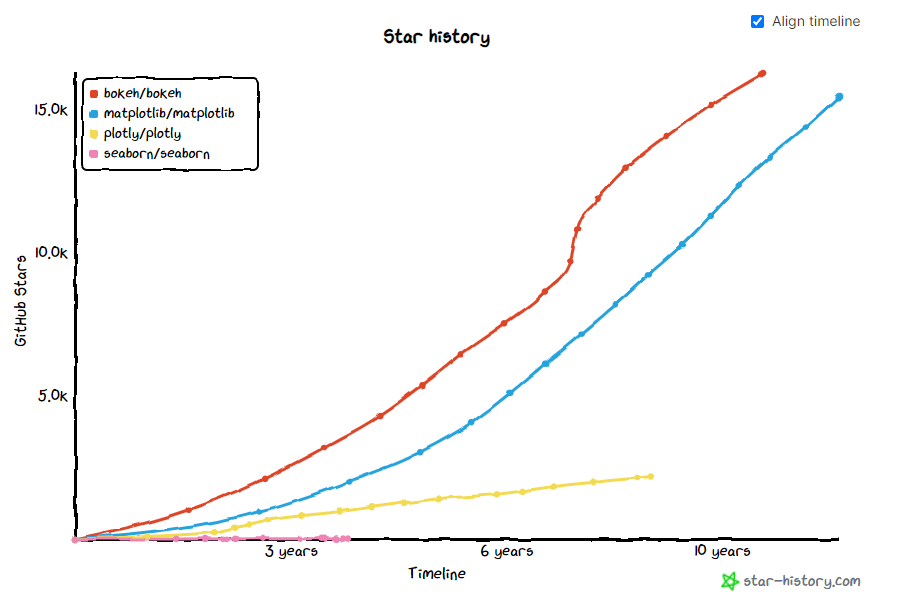 Align timeline
Star history
bokeh/bokeh
matplotlib/matplotlib
plotly/plotly
seaborn/seaborn
15.0k
10.0k
5.0k
GitHub Stars
3 years
6 years
10 years
Timeline
star-history.com